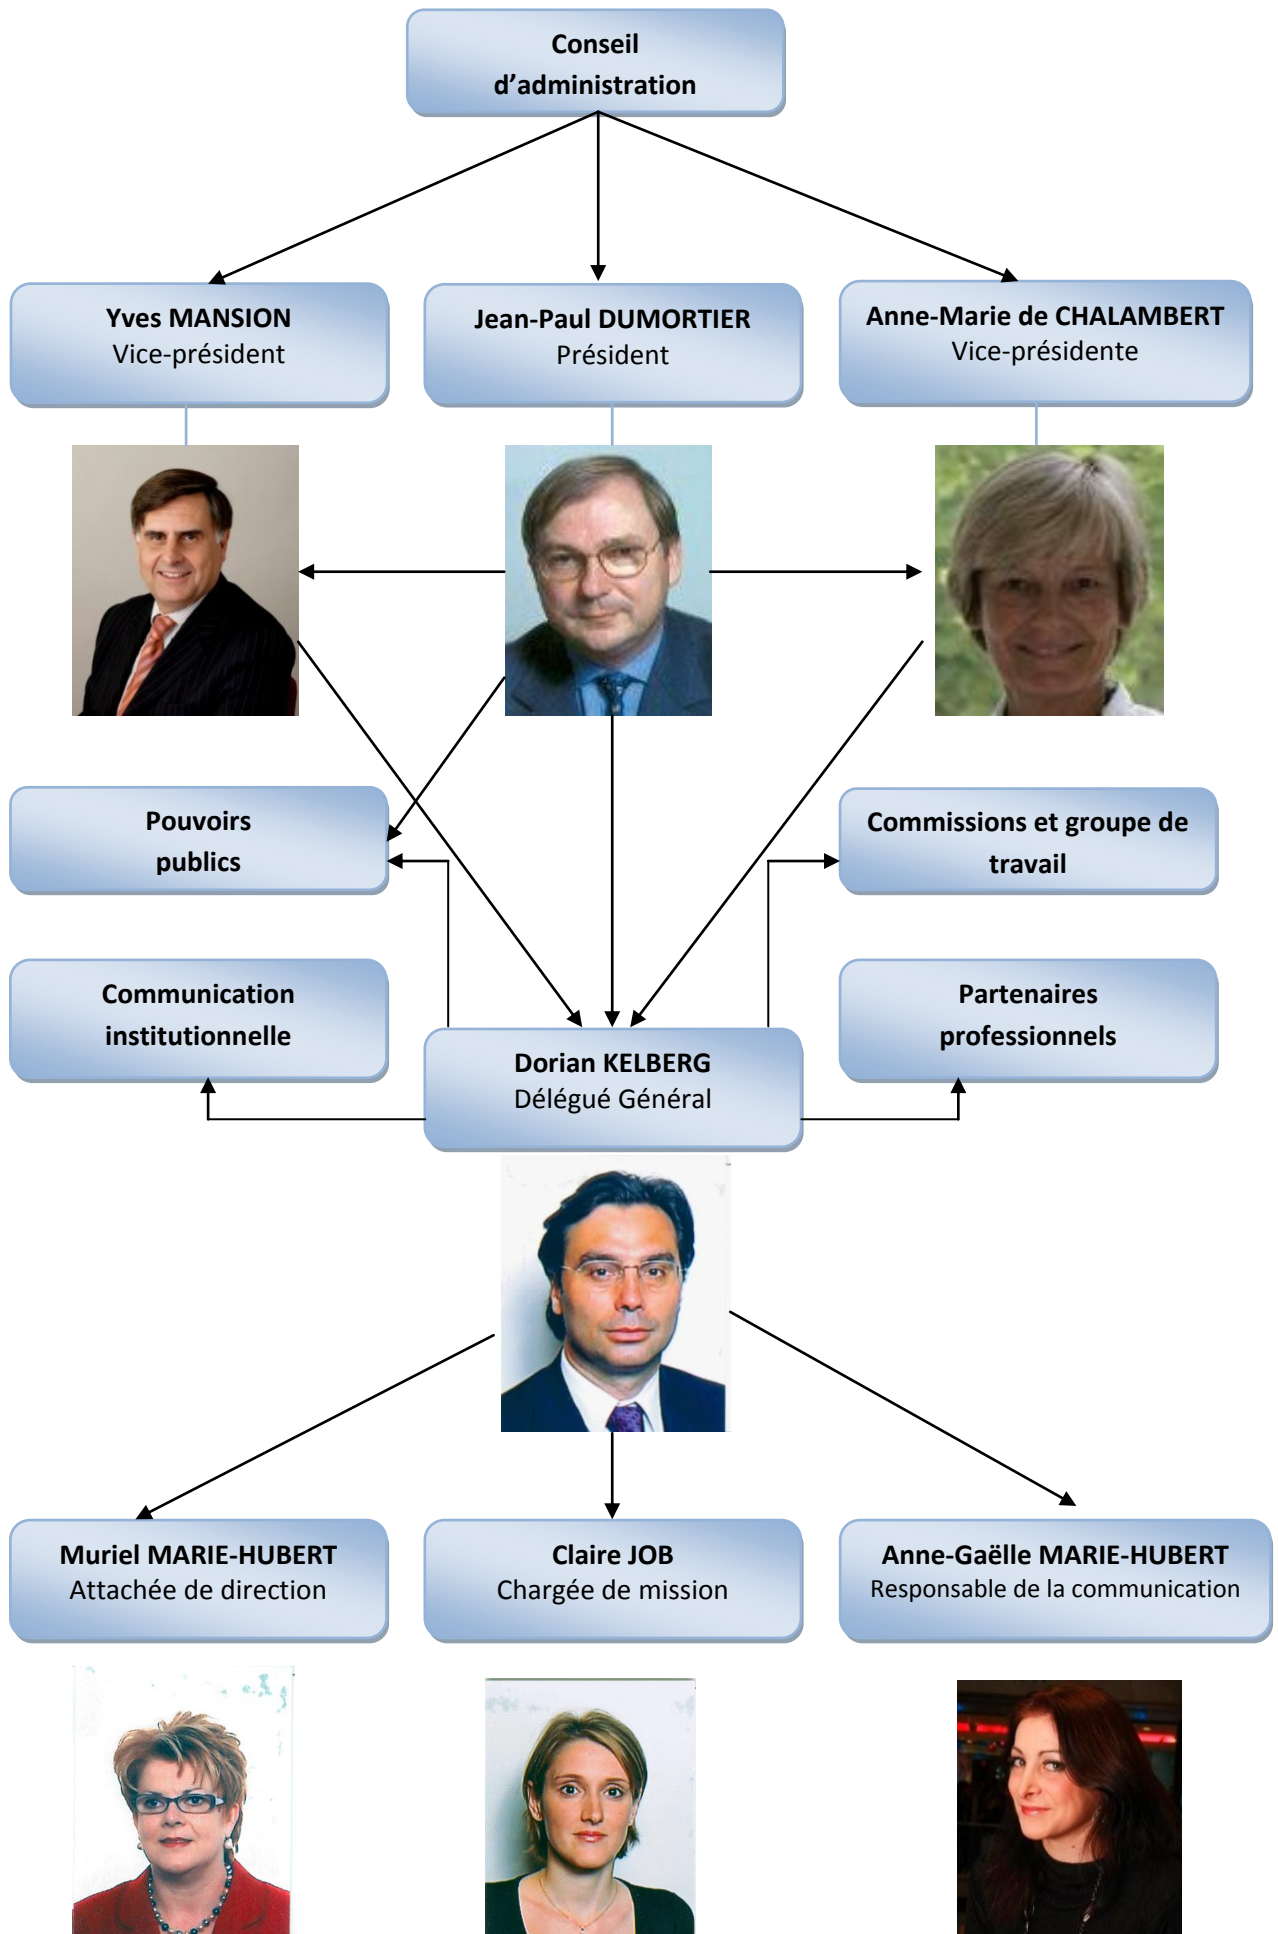 Conseil
d’administration
Yves MANSION
Vice-président
Jean-Paul DUMORTIER
Président
Anne-Marie de CHALAMBERT
Vice-présidente
Pouvoirs
publics
Commissions et groupe de
travail
Communication
institutionnelle
Partenaires
professionnels
Dorian KELBERG
Délégué Général
Muriel MARIE-HUBERT
Attachée de direction
Claire JOB
Chargée de mission
Anne-Gaëlle MARIE-HUBERT
Responsable de la communication